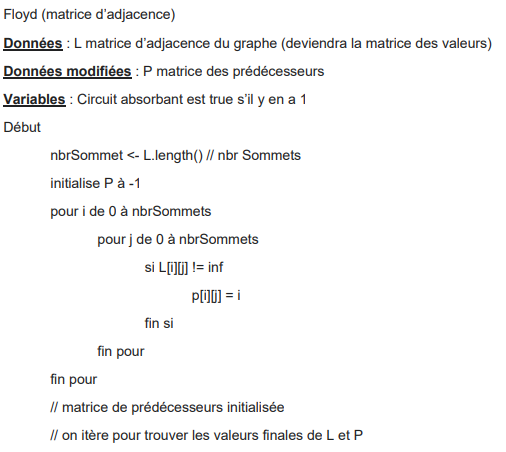 Floyd (matrice d’adjacence)
Données : L matrice d’adjacence du graphe (deviendra la matrice des valeurs)
Données modifiées : P matrice des prédécesseurs
Variables : Circuit absorbant est true s’il y en a 1
Début
nbrSommet <- L.length() // nbr Sommets
initialise P à -1
pour i de 0 à nbrSommets
pour j de 0 à nbrSommets
si L[i][j] != inf
p[i][j] = i
fin si
fin pour
fin pour
// matrice de prédécesseurs initialisée
// on itère pour trouver les valeurs finales de L et P